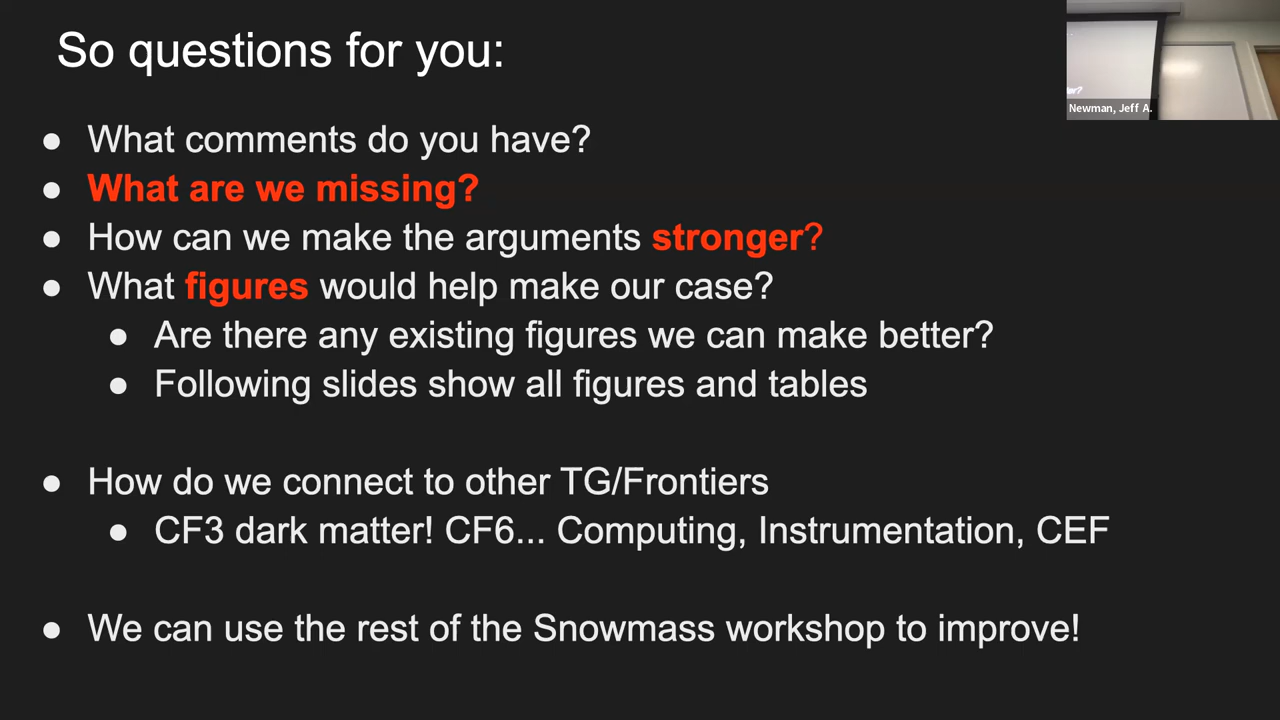 So questions for you:
Newman, Jeff A.
● What comments do you have?
● What are we missing?
● How can we make the arguments stronger?
● What figures would help make our case?
● Are there any existing figures we can make better?
● Following slides show all figures and tables
● How do we connect to other TG/Frontiers
● CF3 dark matter! CF6... Computing, Instrumentation, CEF
● We can use the rest of the Snowmass workshop to improve!